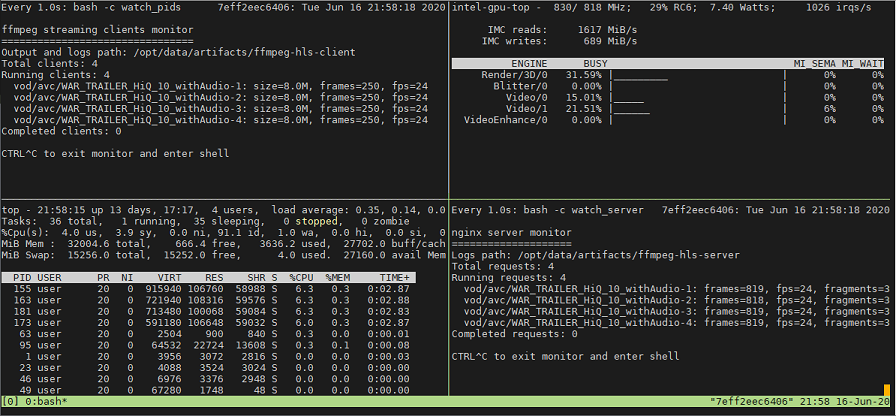 Every 1.0s: bash -c watch_pids 7eff2eec6406: Tue Jun 16 21:58:18 2020
ffmpeg streaming clients monitor
================================
Output and logs path: /opt/data/artifacts/ffmpeg-hls-client
Total clients: 4
Running clients: 4
vod/avc/WAR_TRAILER_HiQ_10_withAudio-1: size=8.0M, frames=250, fps=24
vod/avc/WAR_TRAILER_HiQ_10_withAudio-2: size=8.0M, frames=250, fps=24
vod/avc/WAR_TRAILER_HiQ_10_withAudio-3: size=8.0M, frames=250, fps=24
vod/avc/WAR_TRAILER_HiQ_10_withAudio-4: size=8.0M, frames=250, fps=24
Completed clients: 0
CTRL^C to exit monitor and enter shell
intel-gpu-top - 830/ 818 MHz; 29% RC6; 7.40 Watts; 1026 irqs/s
IMC reads: 1617 MiB/s
IMC writes: 689 MiB/s
ENGINE BUSY MI_SEMA MI_WAIT
Render/3D/0 31.59% | | 0% 0%
Blitter/0 0.00% | | 0% 0%
Video/0 15.01% | | 0% 0%
Video/1 21.51% | | 6% 0%
VideoEnhance/0 0.00% | | 0% 0%
top - 21:58:15 up 13 days, 17:17, 4 users, load average: 0.35, 0.14, 0.0
Tasks: 36 total, 1 running, 35 sleeping, 0 stopped, 0 zombie
%Cpu(s): 4.0 us, 3.9 sy, 0.0 ni, 91.1 id, 1.0 wa, 0.0 hi, 0.0 si, 0.0
MiB Mem : 32004.6 total, 666.4 free, 3636.2 used, 27702.0 buff/cach
MiB Swap: 15256.0 total, 15252.0 free, 4.0 used. 27160.0 avail Mem
PID USER PR NI VIRT RES SHR S %CPU %MEM TIME+
155 user 20 0 915940 106760 58988 S 6.3 0.3 0:02.87
163 user 20 0 721940 108316 59576 S 6.3 0.3 0:02.88
181 user 20 0 713480 100068 59084 S 6.3 0.3 0:02.83
173 user 20 0 591180 106648 59032 S 6.0 0.3 0:02.87
63 user 20 0 2504 900 840 S 0.3 0.0 0:00.01
95 user 20 0 64532 22724 13608 S 0.3 0.1 0:00.08
1 user 20 0 3956 3072 2816 S 0.0 0.0 0:00.03
23 user 20 0 4088 3524 3024 S 0.0 0.0 0:00.00
46 user 20 0 6976 3376 2948 S 0.0 0.0 0:00.00
49 user 20 0 67280 1748 48 S 0.0 0.0 0:00.00
Every 1.0s: bash -c watch_server 7eff2eec6406: Tue Jun 16 21:58:18 2020
nginx server monitor
====================
Logs path: /opt/data/artifacts/ffmpeg-hls-server
Total requests: 4
Running requests: 4
vod/avc/WAR_TRAILER_HiQ_10_withAudio-1: frames=819, fps=24, fragments=3
vod/avc/WAR_TRAILER_HiQ_10_withAudio-2: frames=818, fps=24, fragments=3
vod/avc/WAR_TRAILER_HiQ_10_withAudio-3: frames=819, fps=24, fragments=3
vod/avc/WAR_TRAILER_HiQ_10_withAudio-4: frames=819, fps=24, fragments=3
Completed requests: 0
CTRL^C to exit monitor and enter shell
[0] 0:bash* "7eff2eec6406" 21:58 16-Jun-20